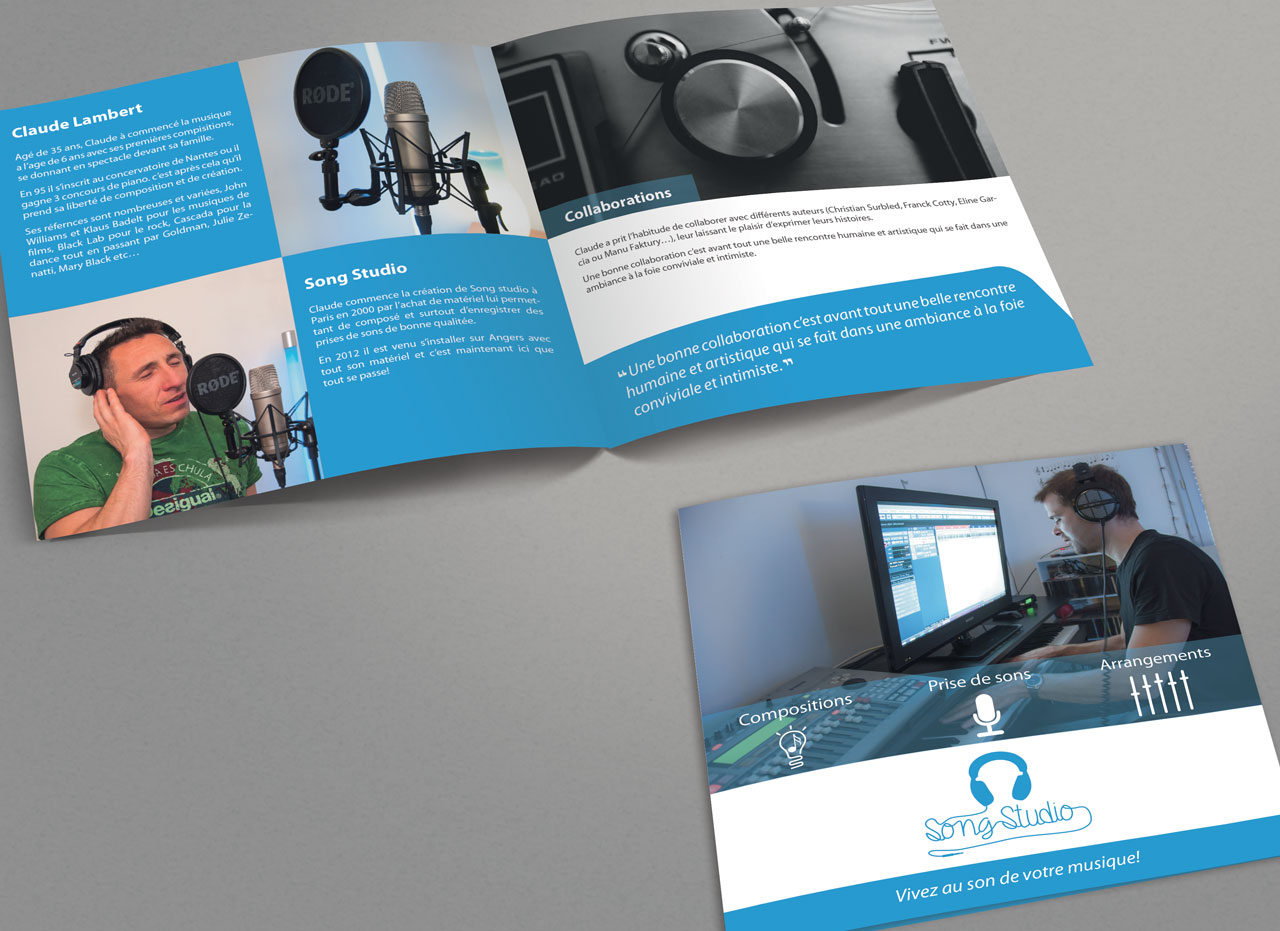 Claude Lambert
Agé de 35 ans, Claude à commencé la musique
a l'age de 6 ans avec ses premières compisitions,
se donnant en spectacle devant sa famille.
En 95 il s'inscrit au concervatoire de Nantes ou il
gagne 3 concours de piano. c'est après cela qu'il
prend sa liberté de composition et de création.
Ses réfernces sont nombreuses et variées, John
Williams et Klaus Badelt pour les musiques de
films, Black Lab pour le rock, Cascada pour la
dance tout en passant par Goldman, Julie Ze-
natti, Mary Black etc…
RØDE
Song Studio
Claude commence la création de Song studio à
Paris en 2000 par l'achat de matériel lui permet-
tant de composé et surtout d'enregistrer des
prises de sons de bonne qualitée.
En 2012 il est venu s'installer sur Angers avec
tout son matériel et c'est maintenant ici que
tout se passe!
RØDE
ES CHULA
Desigual
Collaborations
Claude a prit l'habitude de collaborer avec différents auteurs (Christian Surbled, Franck Cotty, Eline Gar-
cia ou Manu Faktury…), leur laissant le plaisir d'exprimer leurs histoires.
Une bonne collaboration c'est avant tout une belle rencontre humaine et artistique qui se fait dans une
ambiance à la foie conviviale et intimiste.
❝Une bonne collaboration c'est avant tout une belle rencontre
humaine et artistique qui se fait dans une ambiance à la foie
conviviale et intimiste.❞
Compositions
Prise de sons
Arrangements
Song Studio
Vivez au son de votre musique!